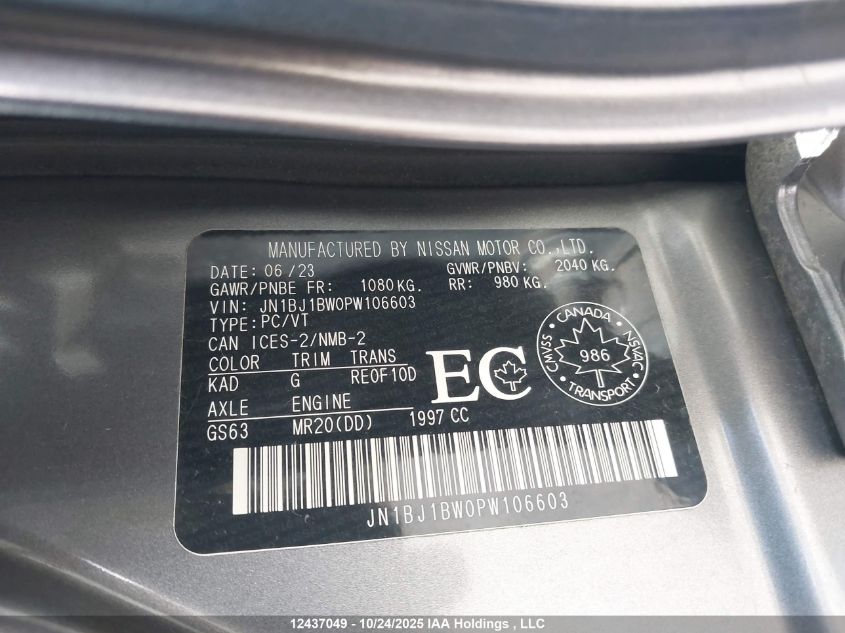 MANUFACTURED BY NISSAN MOTOR CO.,LTD.
DATE: 06/23 GVWR/PNBV: 2040 KG.
GAWR/PNBE FR: 1080 KG. RR: 980 KG.
VIN: JN1BJ1BW0PW106603
TYPE: PC/VT
CAN ICES-2/NMB-2
COLOR TRIM TRANS
KAD G RE0F10D
AXLE ENGINE
GS63 MR20(DD) 1997 CC
EC
CANADA
CMVSS 986 NSVAC
TRANSPORT
JN1BJ1BW0PW106603
12437049 - 10/24/2025 IAA Holdings , LLC